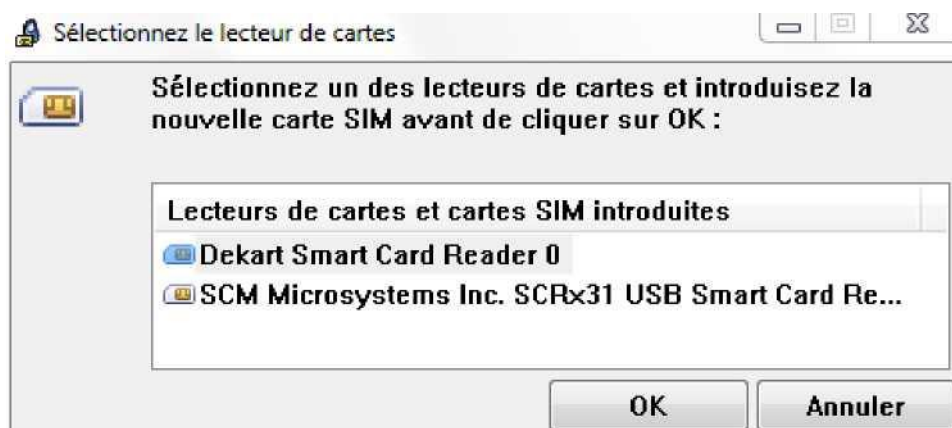 Sélectionnez le lecteur de cartes
Sélectionnez un des lecteurs de cartes et introduisez la
nouvelle carte SIM avant de cliquer sur OK :
Lecteurs de cartes et cartes SIM introduites
Dekart Smart Card Reader 0
SCM Microsystems Inc. SCRx31 USB Smart Card Re...
OK
Annuler